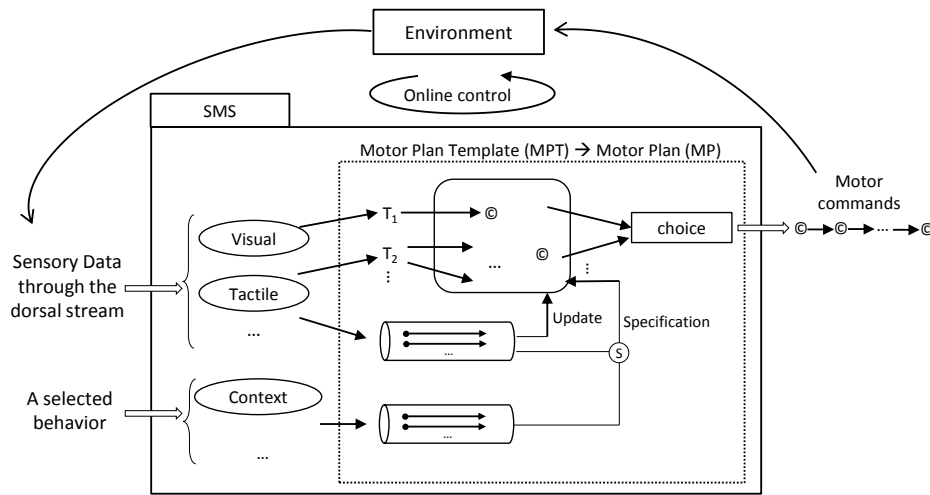 Environment
Online control
SMS
Motor Plan Template (MPT) → Motor Plan (MP)
Motor
commands
T1
©
choice
© © ... ©
Visual
T2
...
©
...
...
Sensory Data
through the
dorsal stream
Tactile
...
Update
Specification
...
S
A selected
behavior
Context
...
...